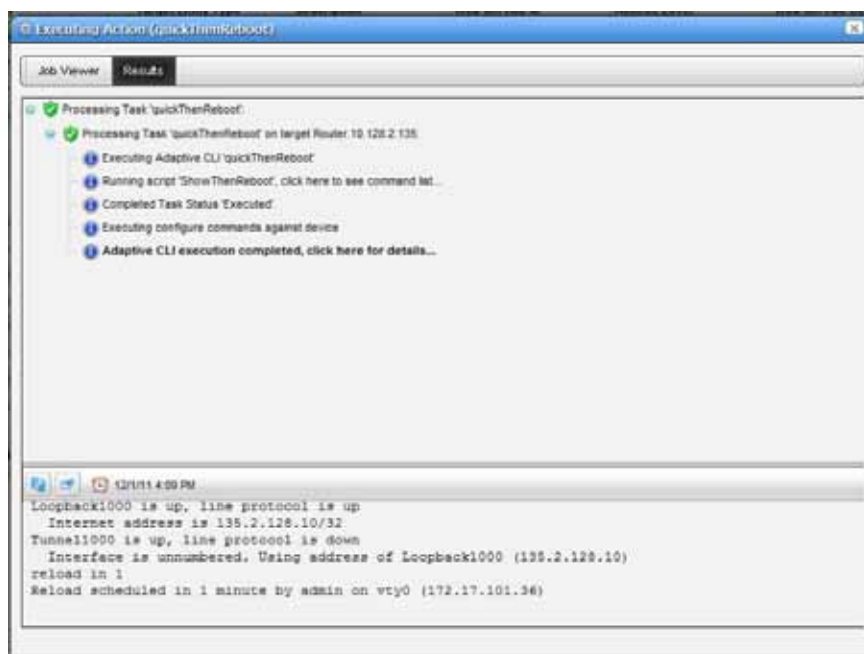 Executing Action (quickThenReboot)
Job Viewer Results
Processing Task 'quickThenReboot':
Processing Task 'quickThenReboot' on target Router 10.128.2.135
Executing Adaptive CLI 'quickThenReboot'
Running script 'ShowThenReboot', click here to see command list...
Completed Task Status 'Executed'
Executing configure commands against device
Adaptive CLI execution completed, click here for details...
12/1/11 4:09 PM
Loopback1000 is up, line protocol is up
Internet address is 135.2.128.10/32
Tunnel1000 is up, line protocol is down
Interface is unnumbered. Using address of Loopback1000 (135.2.128.10)
reload in 1
Reload scheduled in 1 minute by admin on vty0 (172.17.101.36)